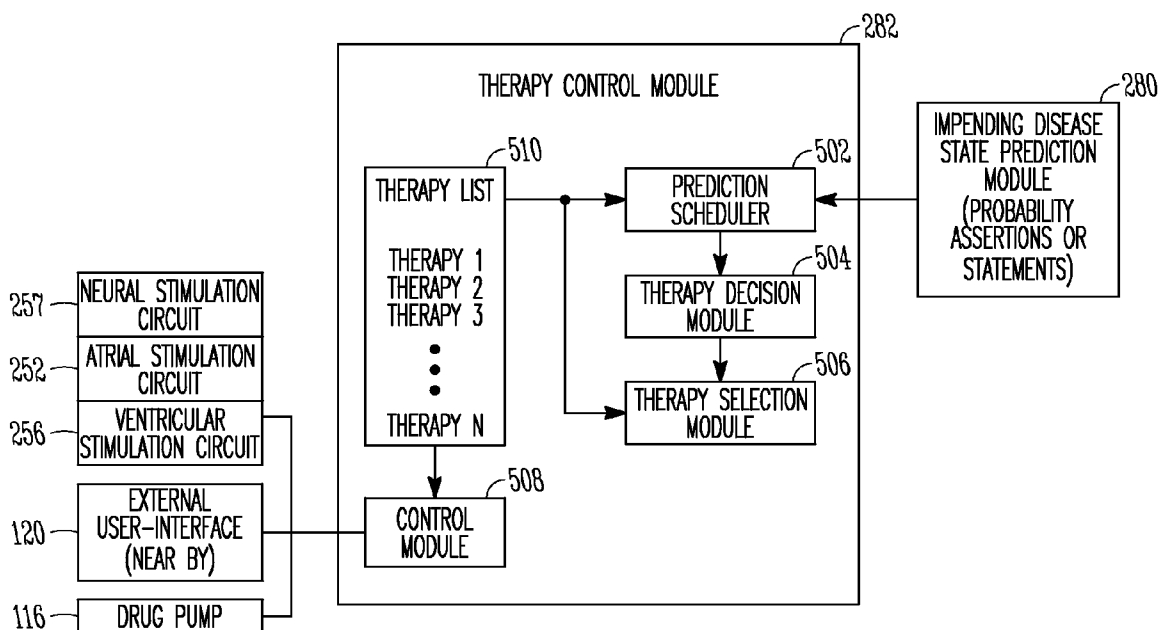 282
THERAPY CONTROL MODULE
280
IMPENDING DISEASE
STATE PREDICTION
MODULE
(PROBABILITY
ASSERTIONS OR
STATEMENTS)
510
THERAPY LIST
THERAPY 1
THERAPY 2
THERAPY 3
THERAPY N
502
PREDICTION
SCHEDULER
504
THERAPY DECISION
MODULE
506
THERAPY SELECTION
MODULE
508
CONTROL
MODULE
257
NEURAL STIMULATION
CIRCUIT
252
ATRIAL STIMULATION
CIRCUIT
256
VENTRICULAR
STIMULATION CIRCUIT
120
EXTERNAL
USER-INTERFACE
(NEAR BY)
116
DRUG PUMP